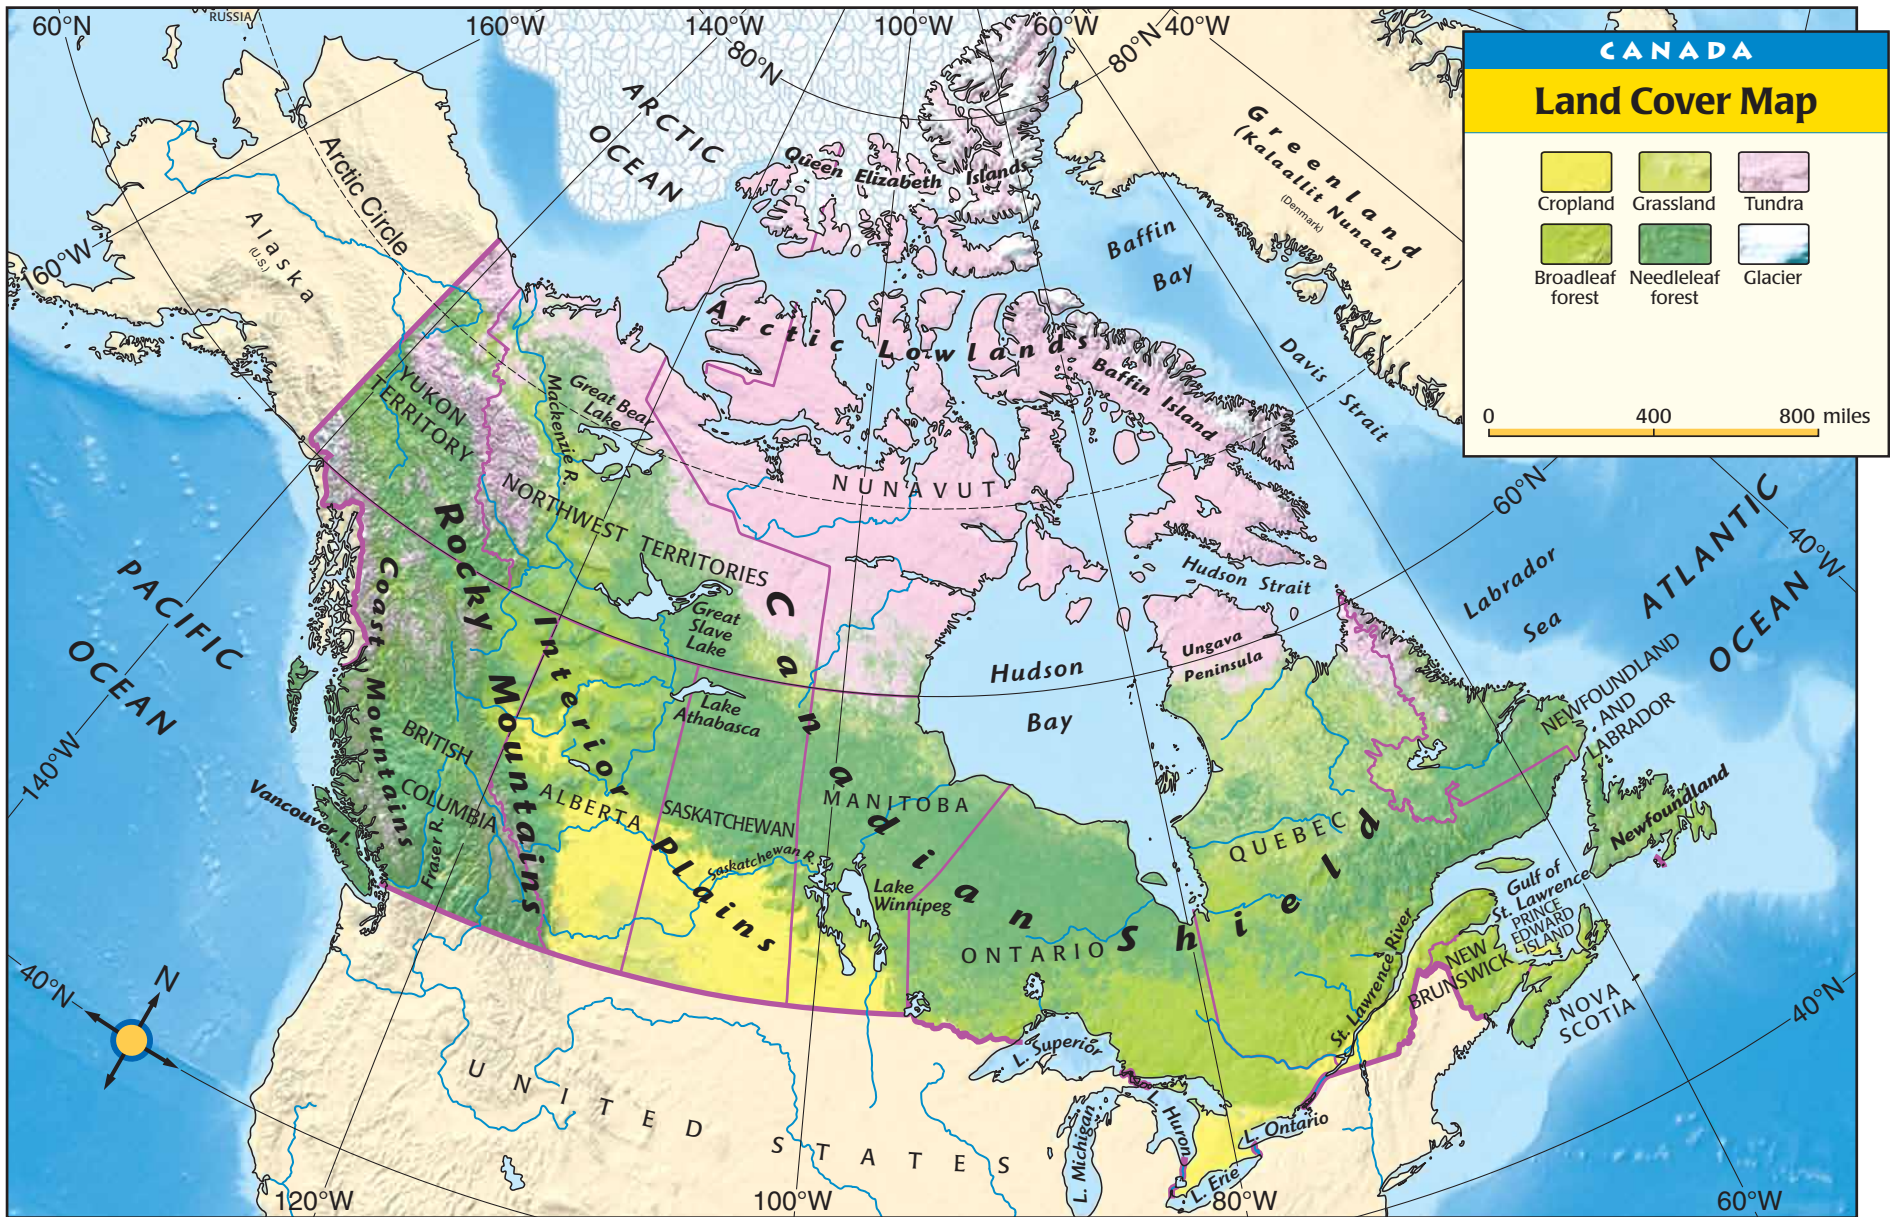 60°N
RUSSIA
160°W
140°W
100°W
60°W
40°W
80°N
80°N
CANADA
Land Cover Map
Cropland
Grassland
Tundra
Broadleaf
forest
Needleleaf
forest
Glacier
0
400
800 miles
ARCTIC
OCEAN
Greenland
(Kalaallit Nunaat)
(Denmark)
Queen Elizabeth Islands
Arctic Circle
Alaska
(U.S.)
160°W
Baffin
Bay
Davis
Strait
Arctic Lowlands
Baffin Island
YUKON
TERRITORY
Mackenzie R.
Great Bear
Lake
NORTHWEST TERRITORIES
NUNAVUT
60°N
40°W
ATLANTIC
OCEAN
Labrador
Sea
Hudson Strait
Ungava
Peninsula
Hudson
Bay
PACIFIC
OCEAN
Rocky Mountains
Coast Mountains
Interior Plains
Canadian Shield
Great
Slave
Lake
Lake
Athabasca
BRITISH
COLUMBIA
Fraser R.
Vancouver I.
ALBERTA
SASKATCHEWAN
Saskatchewan R.
MANITOBA
Lake
Winnipeg
ONTARIO
QUEBEC
NEWFOUNDLAND
AND
LABRADOR
Newfoundland
Gulf of
St. Lawrence
PRINCE
EDWARD
ISLAND
NEW
BRUNSWICK
NOVA
SCOTIA
St. Lawrence River
140°W
40°N
N
40°N
UNITED STATES
L. Superior
L. Michigan
L. Huron
L. Ontario
L. Erie
120°W
100°W
80°W
60°W